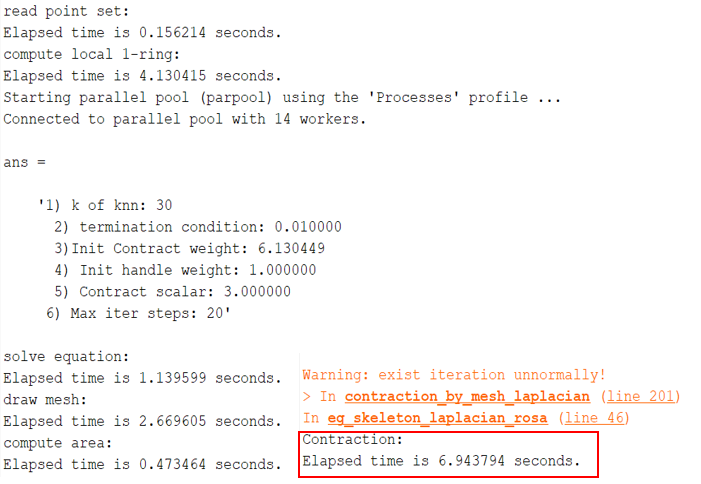 read point set:
Elapsed time is 0.156214 seconds.
compute local 1-ring:
Elapsed time is 4.130415 seconds.
Starting parallel pool (parpool) using the 'Processes' profile ...
Connected to parallel pool with 14 workers.
ans =
'1) k of knn: 30
2) termination condition: 0.010000
3)Init Contract weight: 6.130449
4) Init handle weight: 1.000000
5) Contract scalar: 3.000000
6) Max iter steps: 20'
solve equation:
Elapsed time is 1.139599 seconds.
draw mesh:
Elapsed time is 2.669605 seconds.
compute area:
Elapsed time is 0.473464 seconds.
Warning: exist iteration unnormally!
> In contraction_by_mesh_laplacian (line 201)
In eg_skeleton_laplacian_rosa (line 46)
Contraction:
Elapsed time is 6.943794 seconds.